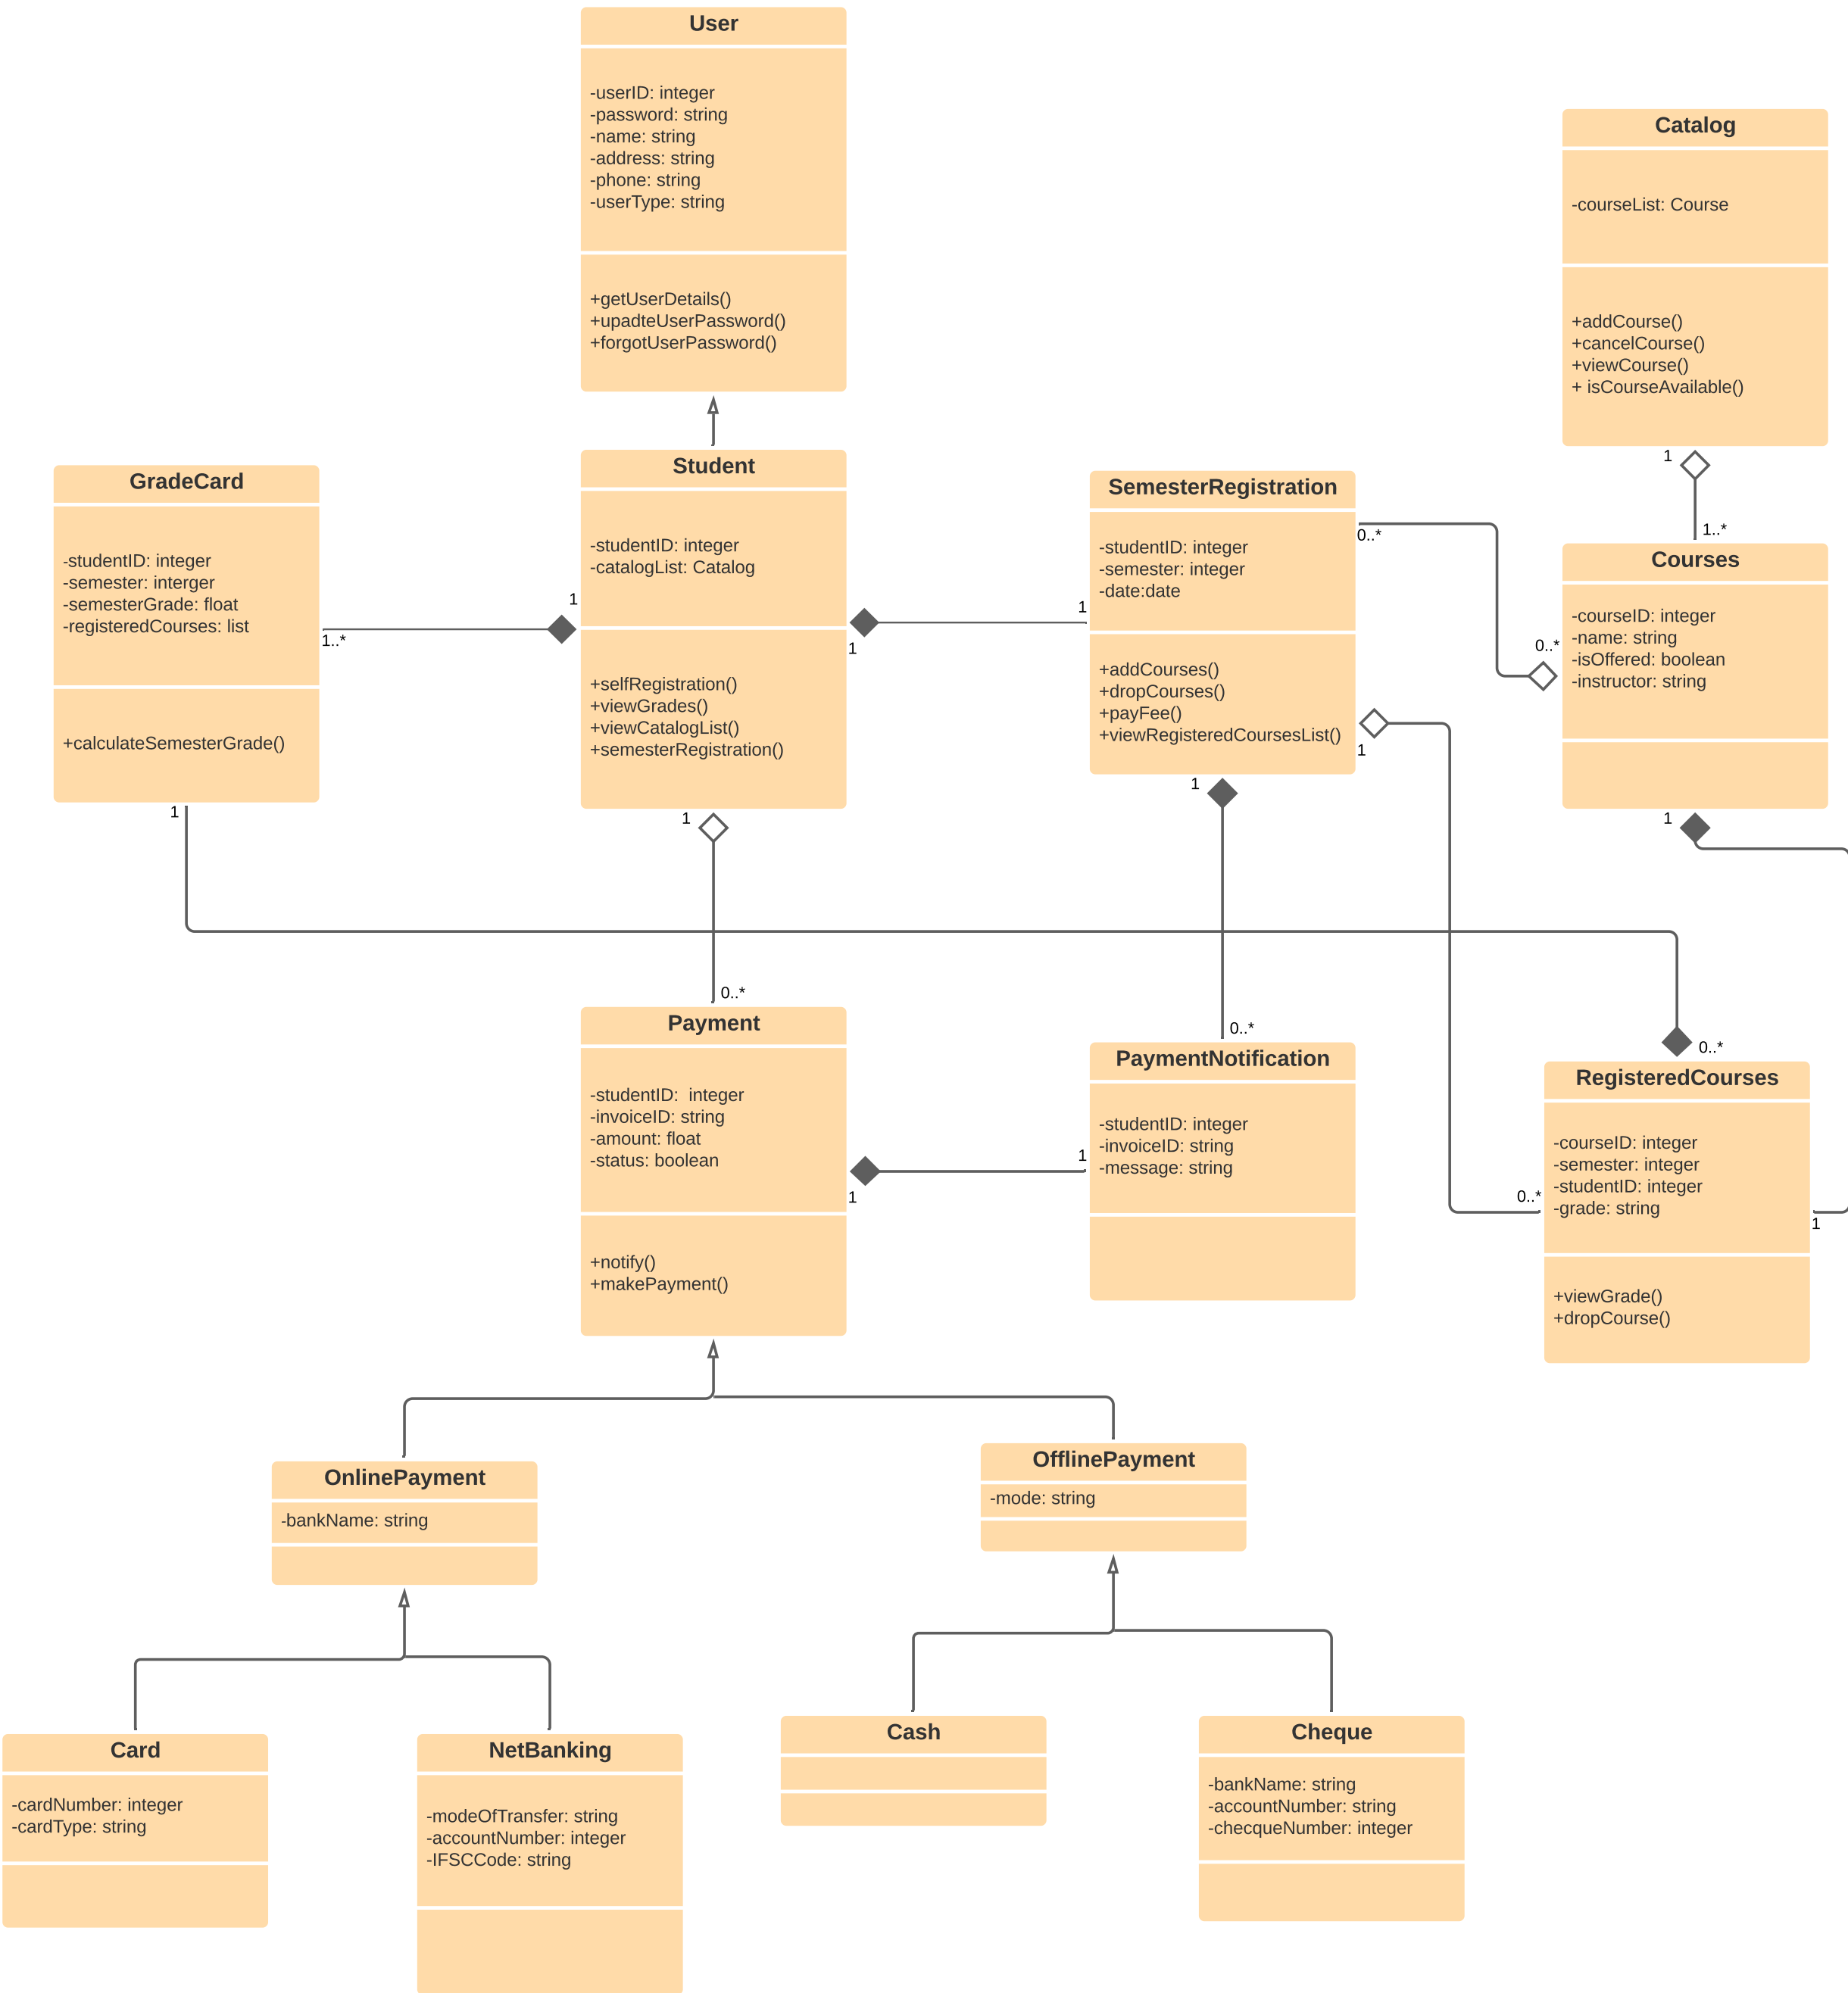 User
-userID: integer
-password: string
-name: string
-address: string
-phone: string
-userType: string
+getUserDetails()
+upadteUserPassword()
+forgotUserPassword()
Catalog
-courseList: Course
+addCourse()
+cancelCourse()
+viewCourse()
+ isCourseAvailable()
1
1..*
GradeCard
-studentID: integer
-semester: interger
-semesterGrade: float
-registeredCourses: list
+calculateSemesterGrade()
1..*
1
1
Student
-studentID: integer
-catalogList: Catalog
+selfRegistration()
+viewGrades()
+viewCatalogList()
+semesterRegistration()
1
1
1
SemesterRegistration
-studentID: integer
-semester: integer
-date:date
+addCourses()
+dropCourses()
+payFee()
+viewRegisteredCoursesList()
0..*
0..*
1
1
Courses
-courseID: integer
-name: string
-isOffered: boolean
-instructor: string
1
0..*
Payment
-studentID:  integer
-invoiceID: string
-amount: float
-status: boolean
+notify()
+makePayment()
1
1
0..*
PaymentNotification
-studentID: integer
-invoiceID: string
-message: string
0..*
0..*
1
RegisteredCourses
-courseID: integer
-semester: integer
-studentID: integer
-grade: string
+viewGrade()
+dropCourse()
OnlinePayment
-bankName: string
OfflinePayment
-mode: string
Card
-cardNumber: integer
-cardType: string
NetBanking
-modeOfTransfer: string
-accountNumber: integer
-IFSCCode: string
Cash
Cheque
-bankName: string
-accountNumber: string
-checqueNumber: integer